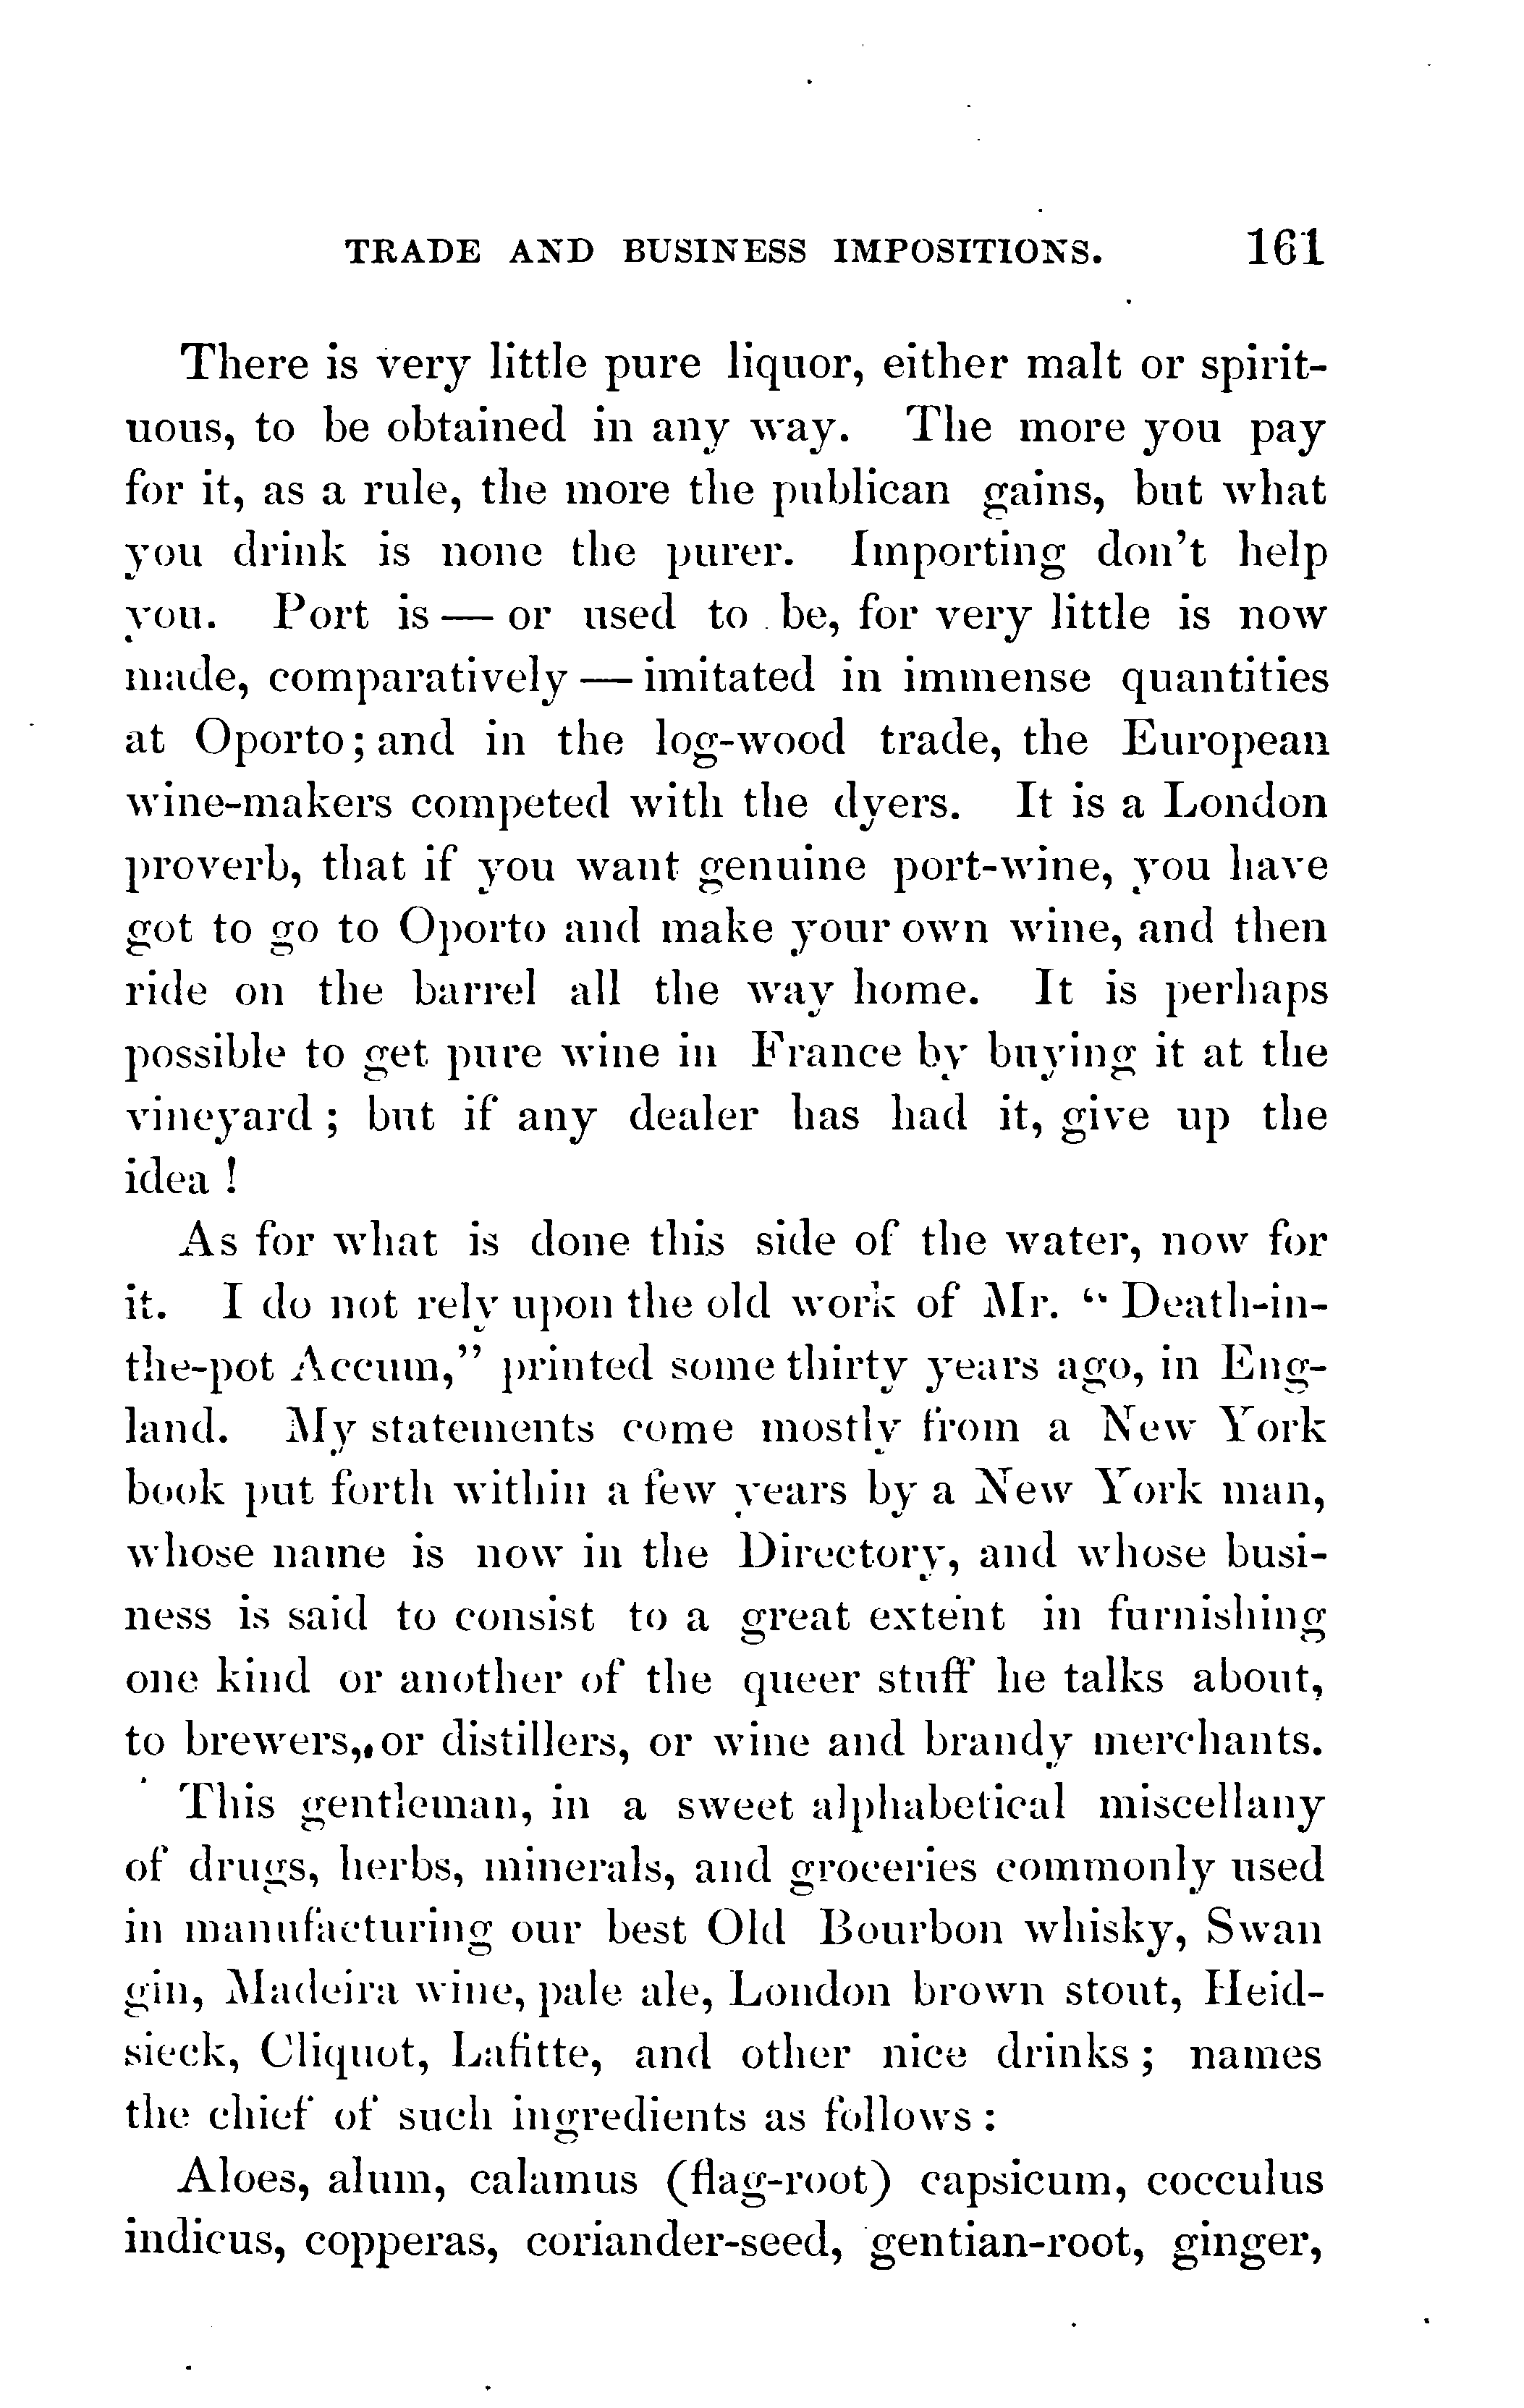 TRADE AND BUSINESS IMPOSITIONS. 161
There is very little pure liquor, either malt or spirit-
uous, to be obtained in any way. The more you pay
for it, as a rule, the more the publican gains, but what
you drink is none the purer. Importing don't help
you. Port is — or used to be, for very little is now
made, comparatively — imitated in immense quantities
at Oporto; and in the log-wood trade, the European
wine-makers competed with the dyers. It is a London
proverb, that if you want genuine port-wine, you have
got to go to Oporto and make your own wine, and then
ride on the barrel all the way home. It is perhaps
possible to get pure wine in France by buying it at the
vineyard; but if any dealer has had it, give up the
idea!
As for what is done this side of the water, now for
it. I do not rely upon the old work of Mr. "Death-in-
the-pot Accum," printed some thirty years ago, in Eng-
land. My statements come mostly from a New York
book put forth within a few years by a New York man,
whose name is now in the Directory, and whose busi-
ness is said to consist to a great extent in furnishing
one kind or another of the queer stuff he talks about,
to brewers, or distillers, or wine and brandy merchants.
This gentleman, in a sweet alphabetical miscellany
of drugs, herbs, minerals, and groceries commonly used
in manufacturing our best Old Bourbon whisky, Swan
gin, Madeira wine, pale ale, London brown stout, Heid-
sieck, Cliquot, Lafitte, and other nice drinks; names
the chief of such ingredients as follows:
Aloes, alum, calamus (flag-root) capsicum, cocculus
indicus, copperas, coriander-seed, gentian-root, ginger,